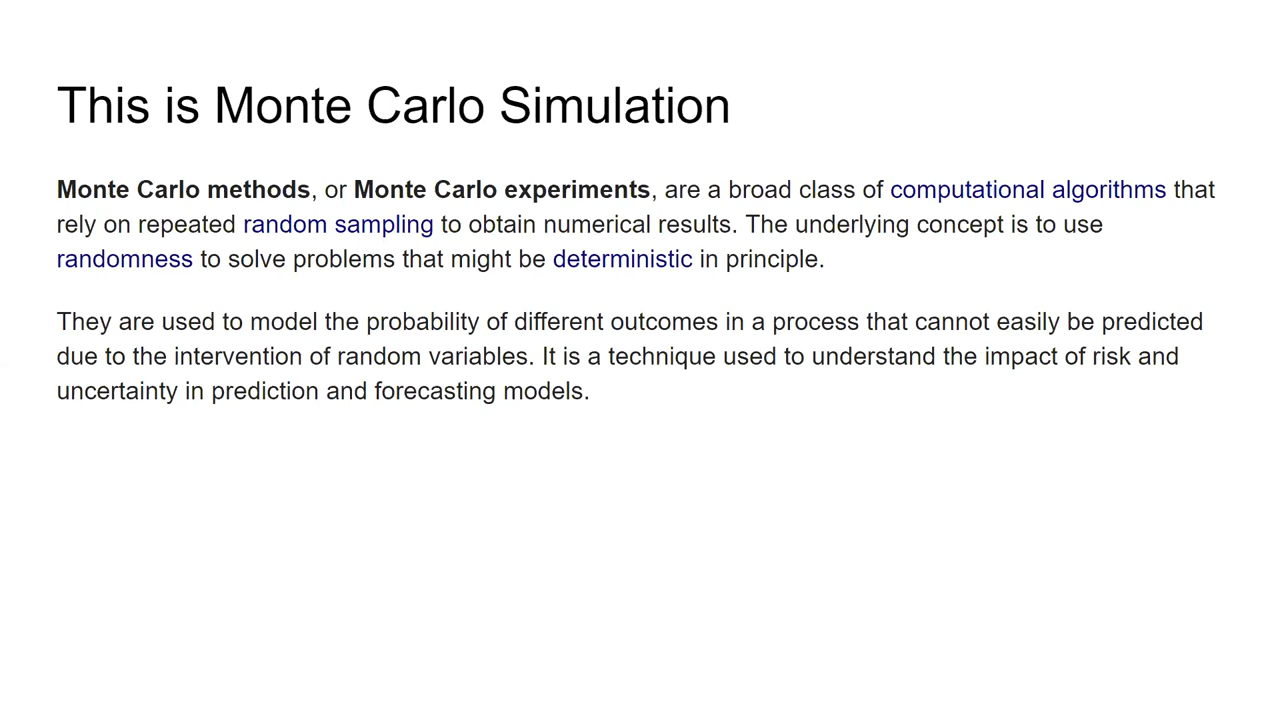 This is Monte Carlo Simulation
Monte Carlo methods, or Monte Carlo experiments, are a broad class of computational algorithms that
rely on repeated random sampling to obtain numerical results. The underlying concept is to use
randomness to solve problems that might be deterministic in principle.
They are used to model the probability of different outcomes in a process that cannot easily be predicted
due to the intervention of random variables. It is a technique used to understand the impact of risk and
uncertainty in prediction and forecasting models.